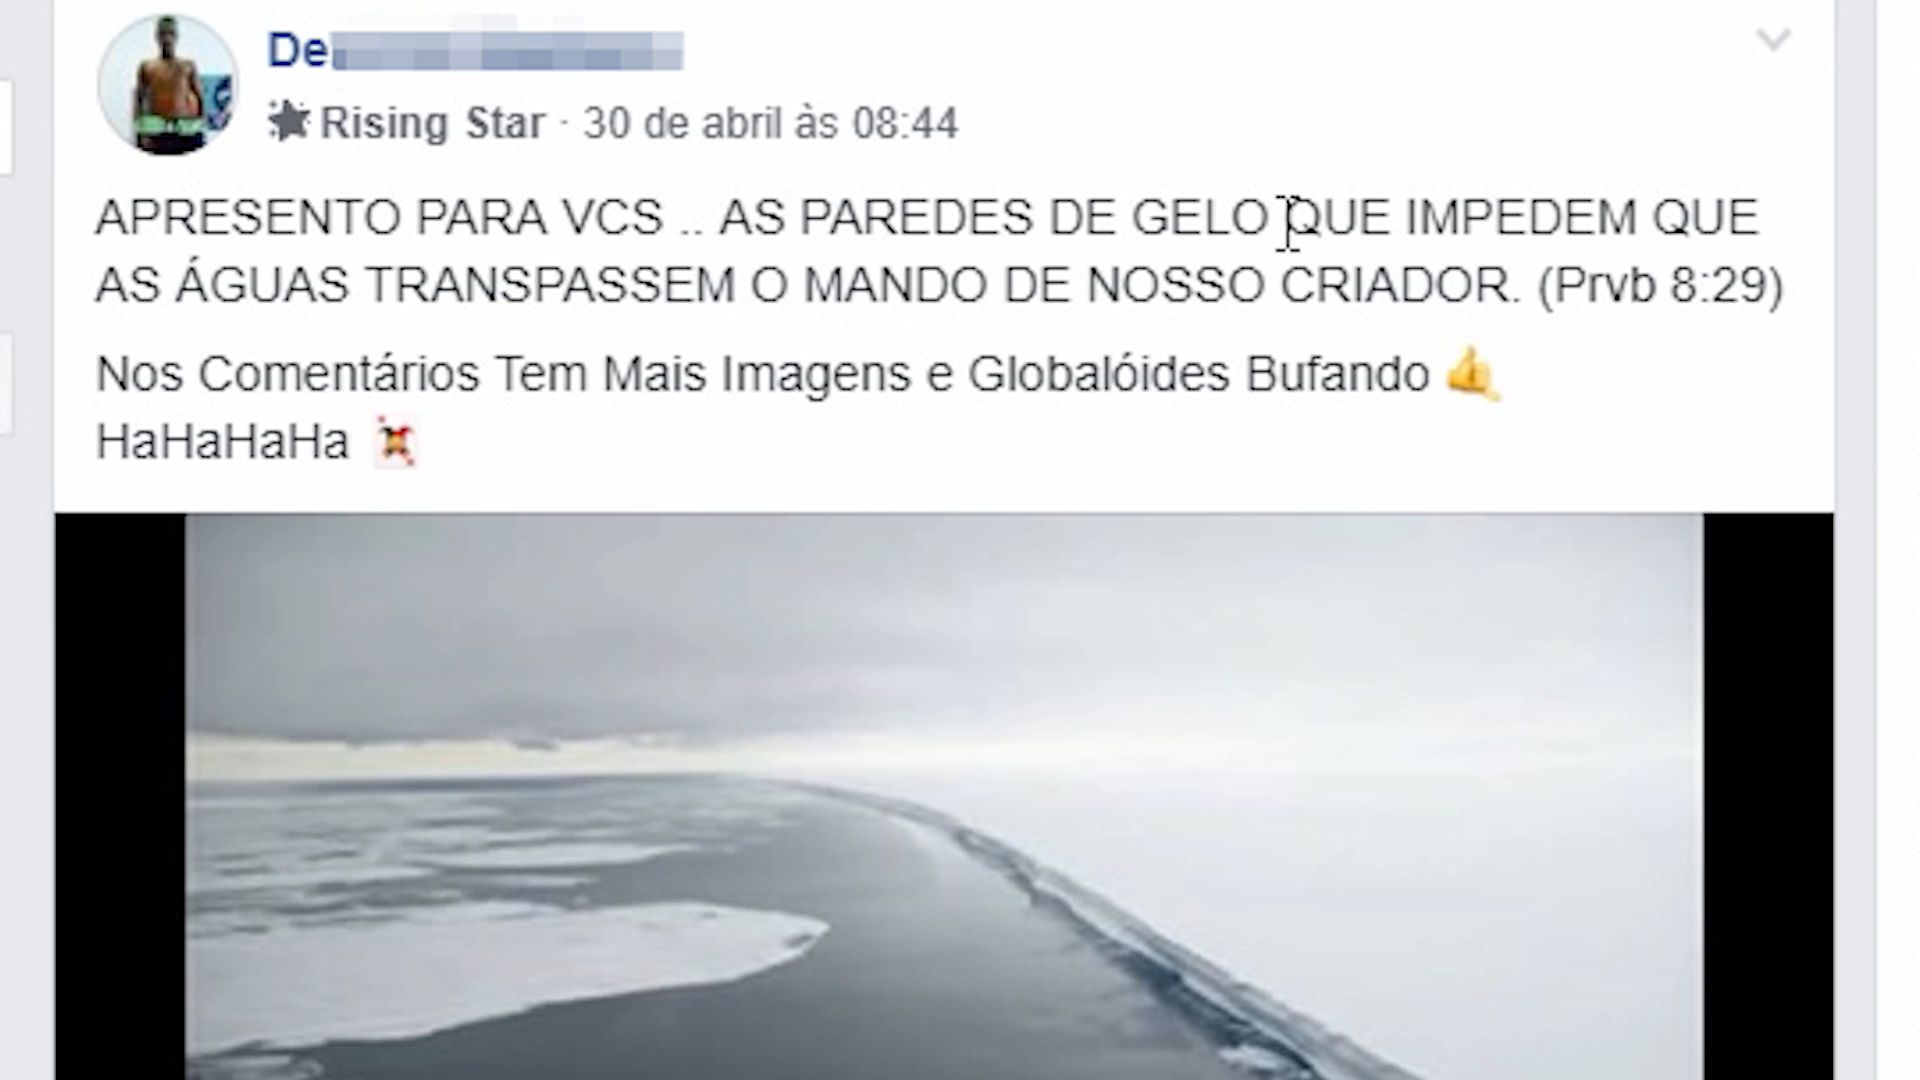 De
Rising Star · 30 de abril às 08:44
APRESENTO PARA VCS .. AS PAREDES DE GELO QUE IMPEDEM QUE
AS ÁGUAS TRANSPASSEM O MANDO DE NOSSO CRIADOR. (Prvb 8:29)
Nos Comentários Tem Mais Imagens e Globalóides Bufando 🤙
HaHaHaHa 🃏